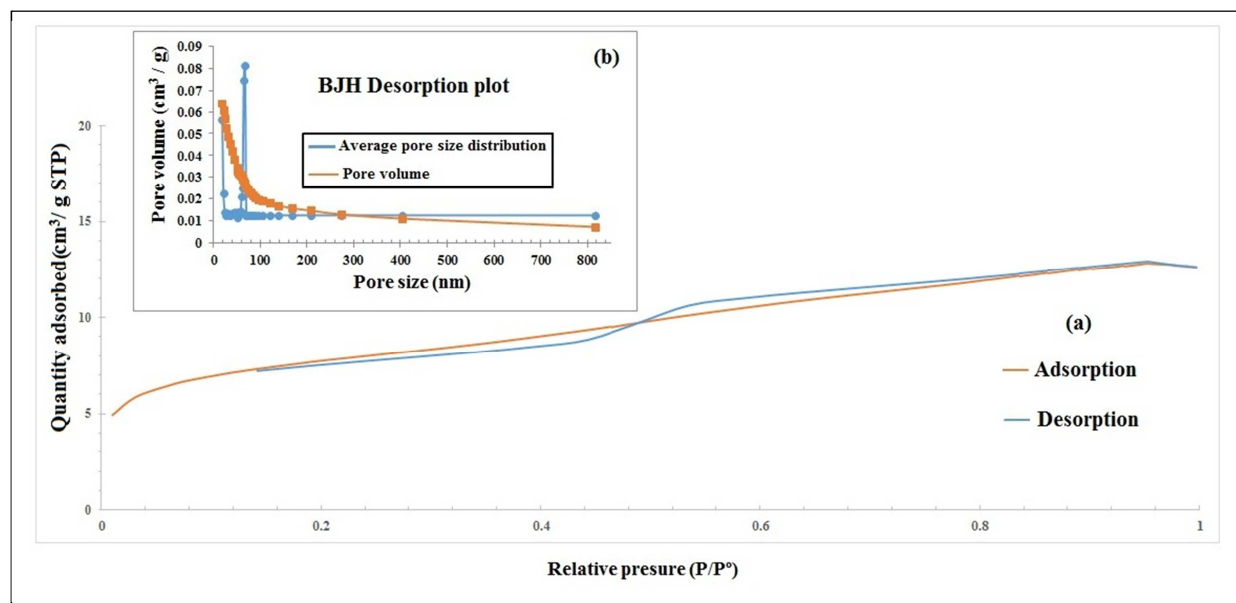 (b)
BJH Desorption plot
Pore volume (cm³ / g)
0.09
0.08
0.07
0.06
0.05
0.04
0.03
0.02
0.01
0
Average pore size distribution
Pore volume
0 100 200 300 400 500 600 700 800
Pore size (nm)
Quantity adsorbed(cm³/ g STP)
20
15
10
5
0
(a)
Adsorption
Desorption
0 0.2 0.4 0.6 0.8 1
Relative presure (P/Pº)